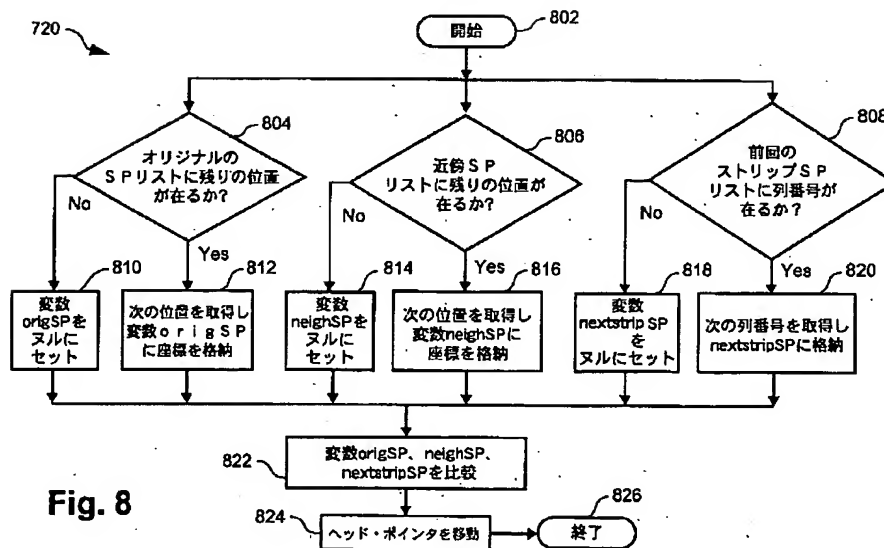 720
開始
802
804
オリジナルの
SPリストに残りの位置
が在るか?
806
近傍SP
リストに残りの位置が
在るか?
808
前回の
ストリップSP
リストに列番号が
在るか?
No
Yes
No
Yes
No
Yes
810
変数
origSPを
ヌルに
セット
812
次の位置を取得し
変数origSP
に座標を格納
814
変数
neighSPを
ヌルに
セット
816
次の位置を取得し
変数neighSPに
座標を格納
818
変数
nextstripSP
を
ヌルにセット
820
次の列番号を取得し
nextstripSPに格納
822
変数origSP、neighSP、
nextstripSPを比較
824
ヘッド・ポインタを移動
826
終了
Fig. 8